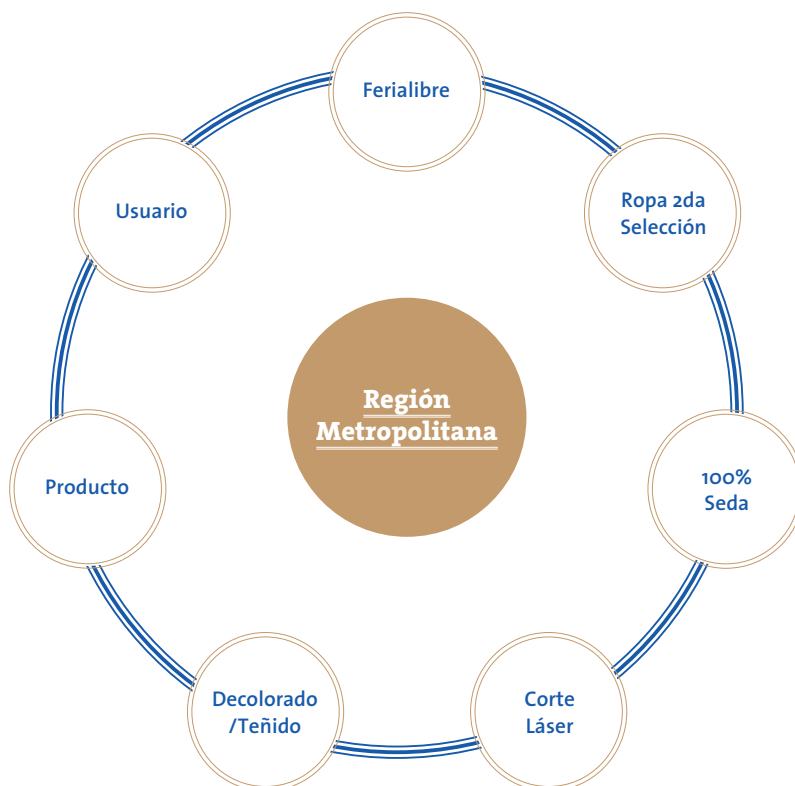 Ferialibre
Ropa 2da
Selección
100%
Seda
Corte
Láser
Decolorado
/Teñido
Producto
Usuario
Región
Metropolitana